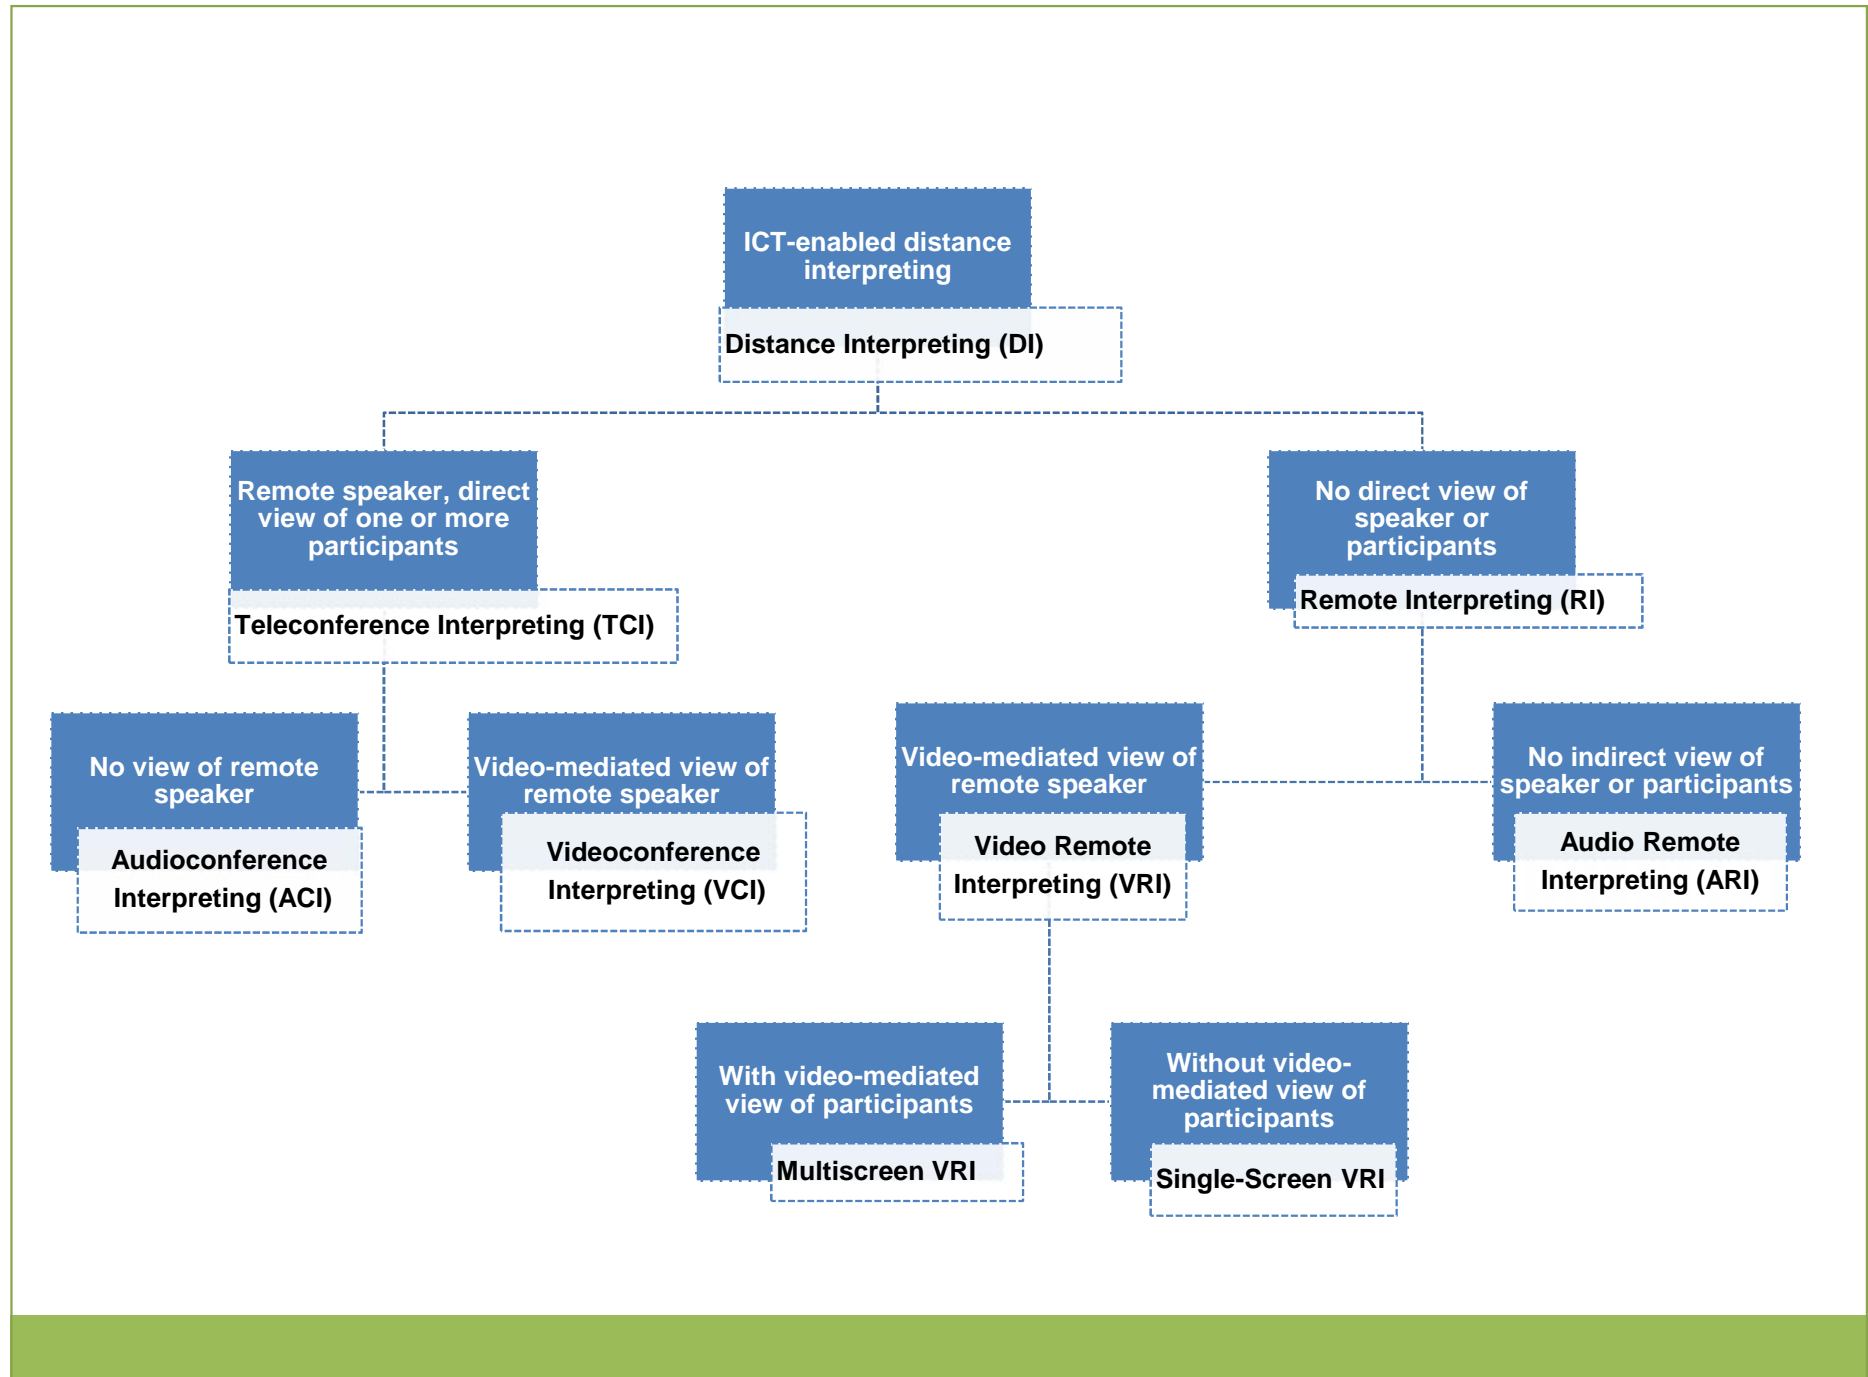 ICT-enabled distance
interpreting
Distance Interpreting (DI)
Remote speaker, direct
view of one or more
participants
Teleconference Interpreting (TCI)
No direct view of
speaker or
participants
Remote Interpreting (RI)
No view of remote
speaker
Audioconference
Interpreting (ACI)
Video-mediated view of
remote speaker
Videoconference
Interpreting (VCI)
Video-mediated view of
remote speaker
Video Remote
Interpreting (VRI)
No indirect view of
speaker or participants
Audio Remote
Interpreting (ARI)
With video-mediated
view of participants
Multiscreen VRI
Without video-
mediated view of
participants
Single-Screen VRI